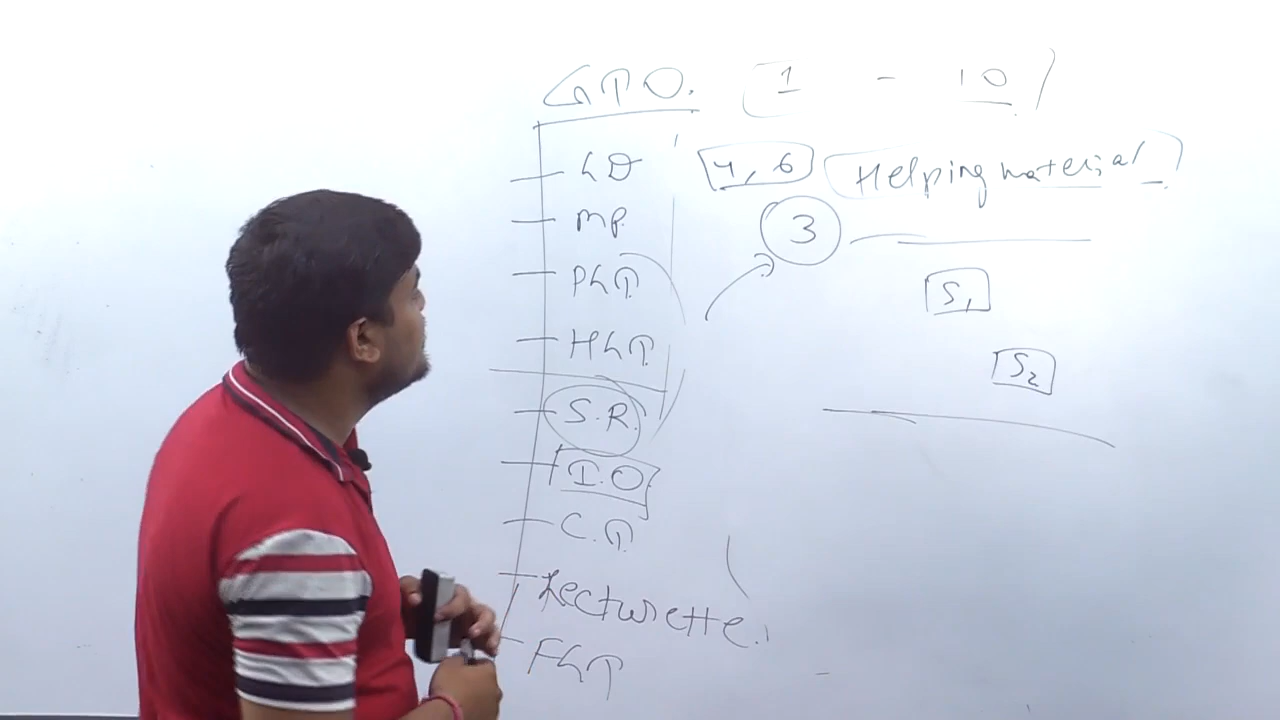 GTO. 1 - 10
GD 4, 6 Helping material
MP. 3
PGT S1
HGT
S2
S.R.
I.O
C.T.
Lecturette.
FGT